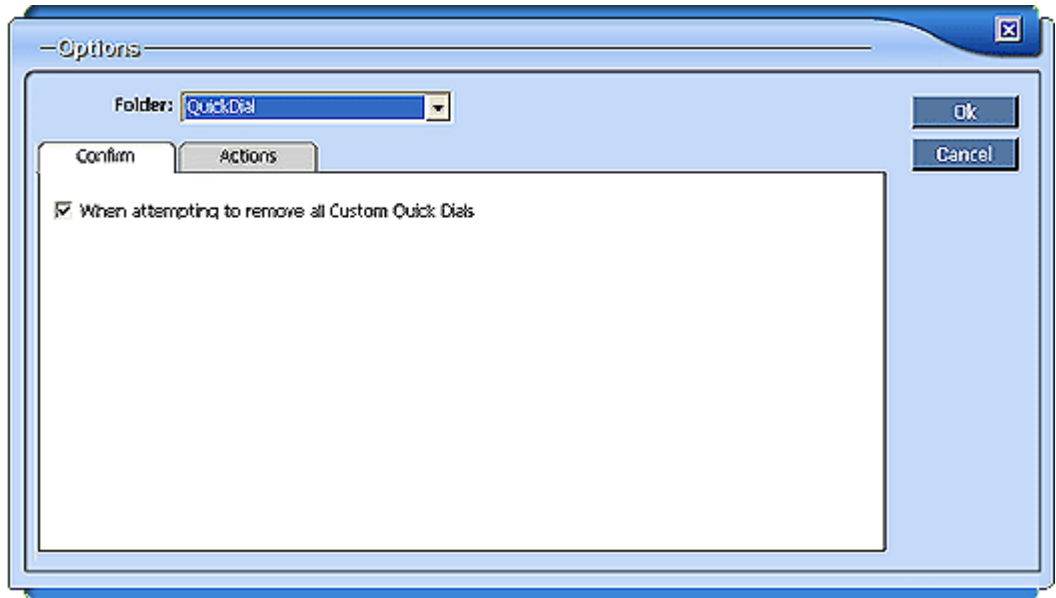 Options
Folder: QuickDial
Ok
Confirm Actions
Cancel
When attempting to remove all Custom Quick Dials